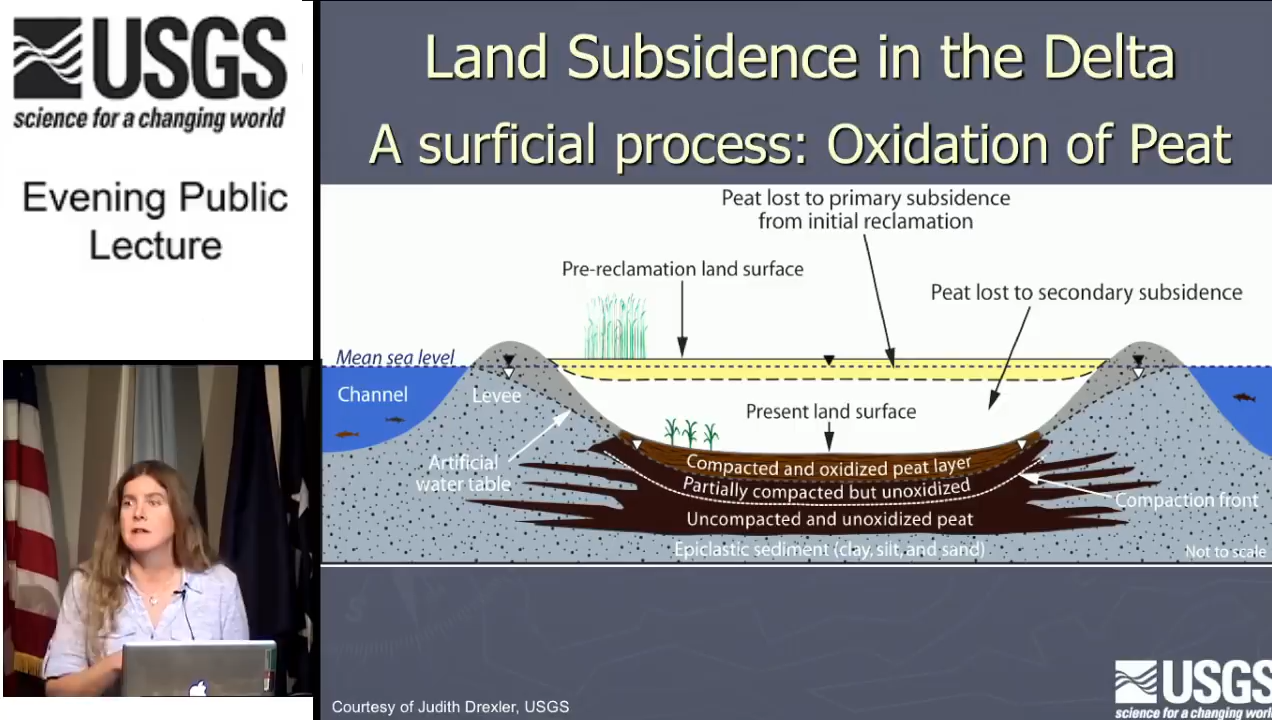 USGS
science for a changing world
Evening Public
Lecture
Land Subsidence in the Delta
A surficial process: Oxidation of Peat
Peat lost to primary subsidence
from initial reclamation
Pre-reclamation land surface
Peat lost to secondary subsidence
Mean sea level
Channel
Levee
Present land surface
Artificial
water table
Compacted and oxidized peat layer
Partially compacted but unoxidized
Compaction front
Uncompacted and unoxidized peat
Epiclastic sediment (clay, silt, and sand)
Not to scale
Courtesy of Judith Drexler, USGS
USGS
science for a changing world